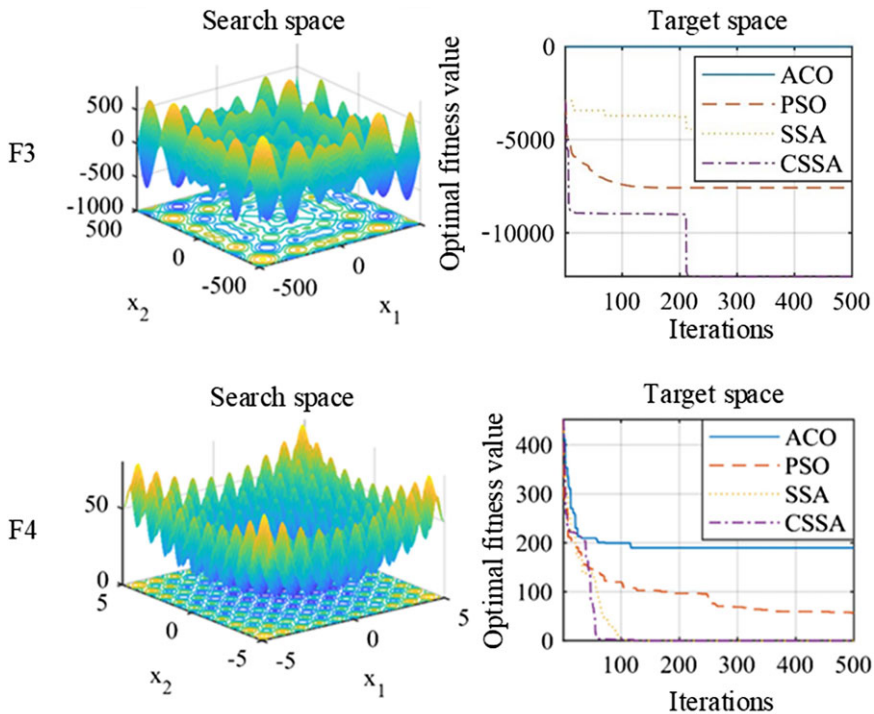 Search space
Target space
F3
500
0
-500
-1000
500
0
-500
-500
0
x2
x1
Optimal fitness value
0
-5000
-10000
ACO
PSO
SSA
CSSA
100 200 300 400 500
Iterations
Search space
Target space
F4
50
0
5
0
-5
-5
0
5
x2
x1
Optimal fitness value
400
300
200
100
0
ACO
PSO
SSA
CSSA
100 200 300 400 500
Iterations